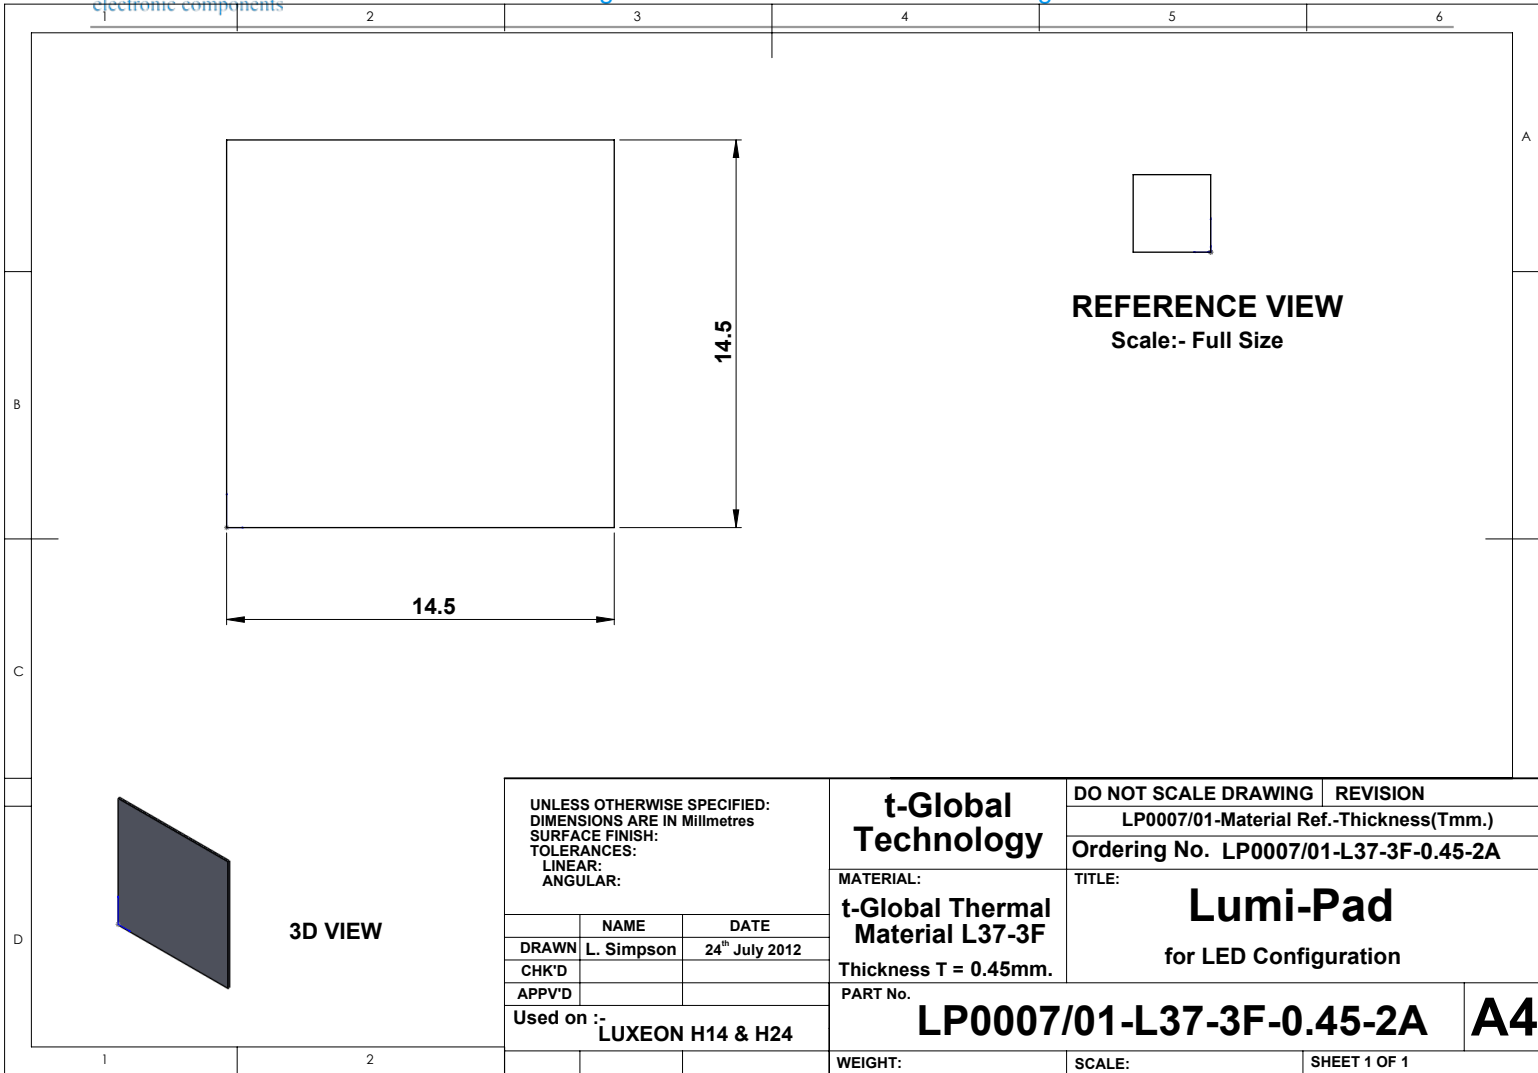 electronic components
1 2 3 4 5 6
A
14.5
REFERENCE VIEW
Scale:- Full Size
B
14.5
C
3D VIEW
D
UNLESS OTHERWISE SPECIFIED:
DIMENSIONS ARE IN Millmetres
SURFACE FINISH:
TOLERANCES:
LINEAR:
ANGULAR:
NAME DATE
DRAWN L. Simpson 24th July 2012
CHK'D
APPV'D
Used on :-
LUXEON H14 & H24
t-Global
Technology
MATERIAL:
t-Global Thermal
Material L37-3F
Thickness T = 0.45mm.
DO NOT SCALE DRAWING REVISION
LP0007/01-Material Ref.-Thickness(Tmm.)
Ordering No. LP0007/01-L37-3F-0.45-2A
TITLE:
Lumi-Pad
for LED Configuration
PART No.
LP0007/01-L37-3F-0.45-2A A4
WEIGHT: SCALE: SHEET 1 OF 1
1 2